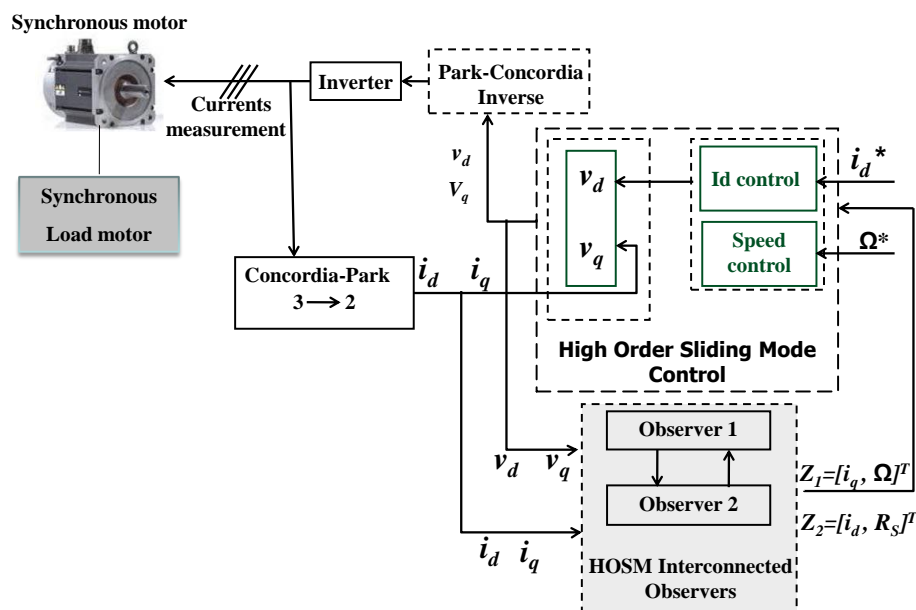 Synchronous motor
Currents
measurement
Inverter
Park-Concordia
Inverse
v_d
V_q
Synchronous
Load motor
Concordia-Park
3 → 2
i_d i_q
v_d
v_q
Id control
Speed
control
i_d*
Ω*
High Order Sliding Mode
Control
v_d v_q
i_d i_q
Observer 1
Observer 2
HOSM Interconnected
Observers
Z_1=[i_q, Ω]^T
Z_2=[i_d, R_S]^T